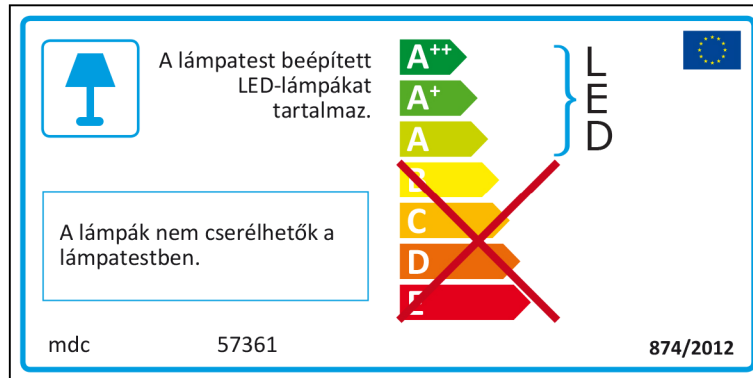 A lámpatest beépített
LED-lámpákat
tartalmaz.
A++
A+
A
B
C
D
E
L
E
D
A lámpák nem cserélhetők a
lámpatestben.
mdc 57361
874/2012